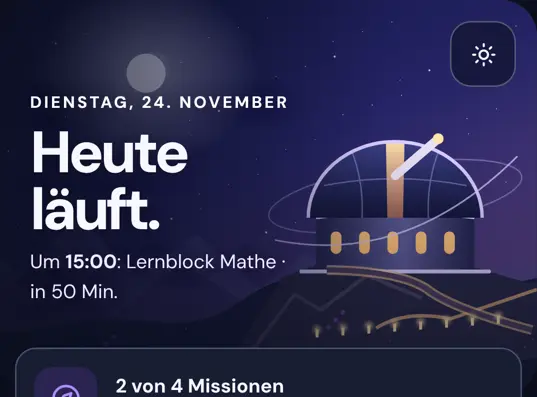 DIENSTAG, 24. NOVEMBER
Heute
läuft.
Um 15:00: Lernblock Mathe ·
in 50 Min.
2 von 4 Missionen